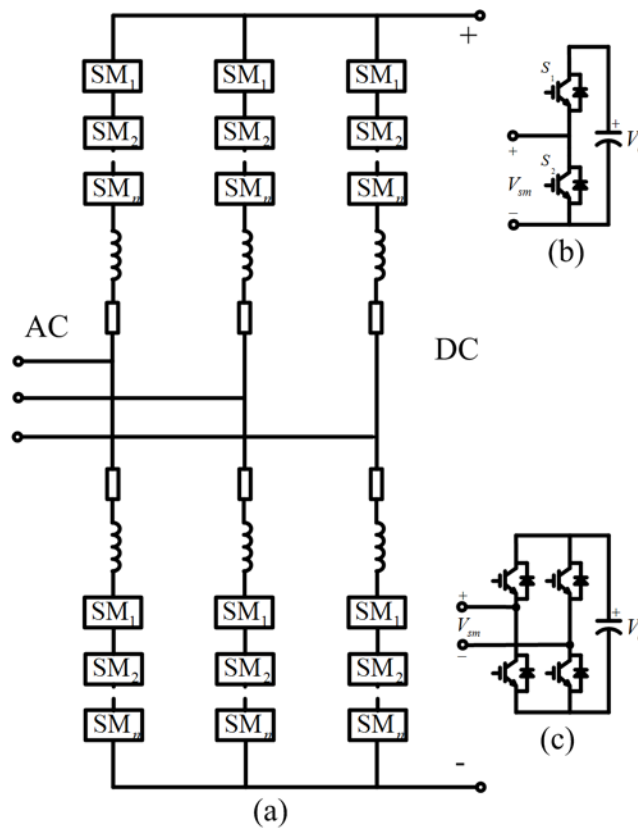 +
SM1 SM1 SM1
SM2 SM2 SM2
SMn SMn SMn
AC
DC
SM1 SM1 SM1
SM2 SM2 SM2
SMn SMn SMn
-
(a)
S1
+
S2
+
Vsm
−
V
(b)
+
Vsm
−
+
V
(c)